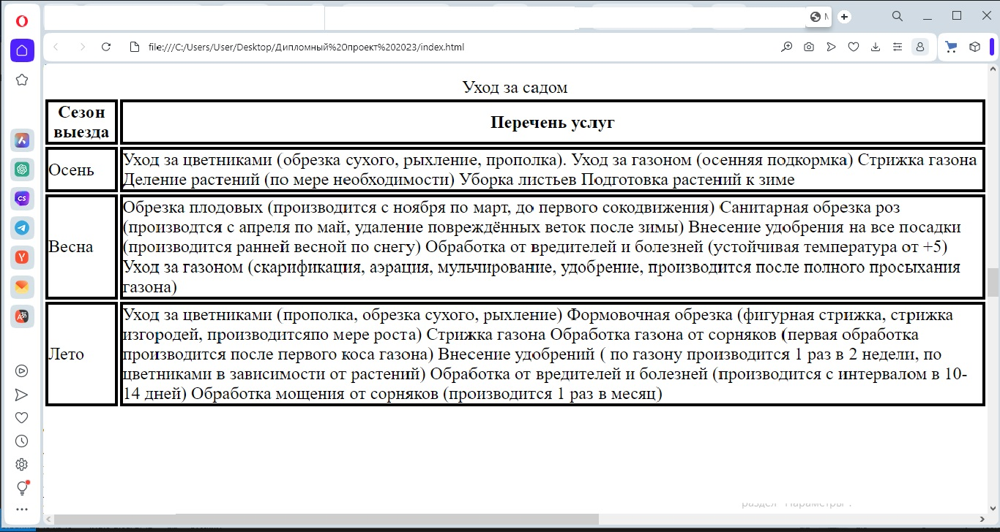 file:///C:/Users/User/Desktop/Дипломный%20проект%202023/index.html
Уход за садом
Сезон
выезда
Перечень услуг
Осень
Уход за цветниками (обрезка сухого, рыхление, прополка). Уход за газоном (осенняя подкормка) Стрижка газона
Деление растений (по мере необходимости) Уборка листьев Подготовка растений к зиме
Весна
Обрезка плодовых (производится с ноября по март, до первого сокодвижения) Санитарная обрезка роз
(производтся с апреля по май, удаление повреждённых веток после зимы) Внесение удобрения на все посадки
(производится ранней весной по снегу) Обработка от вредителей и болезней (устойчивая температура от +5)
Уход за газоном (скарификация, аэрация, мульчирование, удобрение, производится после полного просыхания
газона)
Лето
Уход за цветниками (прополка, обрезка сухого, рыхление) Формовочная обрезка (фигурная стрижка, стрижка
изгородей, производитсяпо мере роста) Стрижка газона Обработка газона от сорняков (первая обработка
производится после первого коса газона) Внесение удобрений ( по газону производится 1 раз в 2 недели, по
цветниками в зависимости от растений) Обработка от вредителей и болезней (производится с интервалом в 10-
14 дней) Обработка мощения от сорняков (производится 1 раз в месяц)
раздел "Параметры".